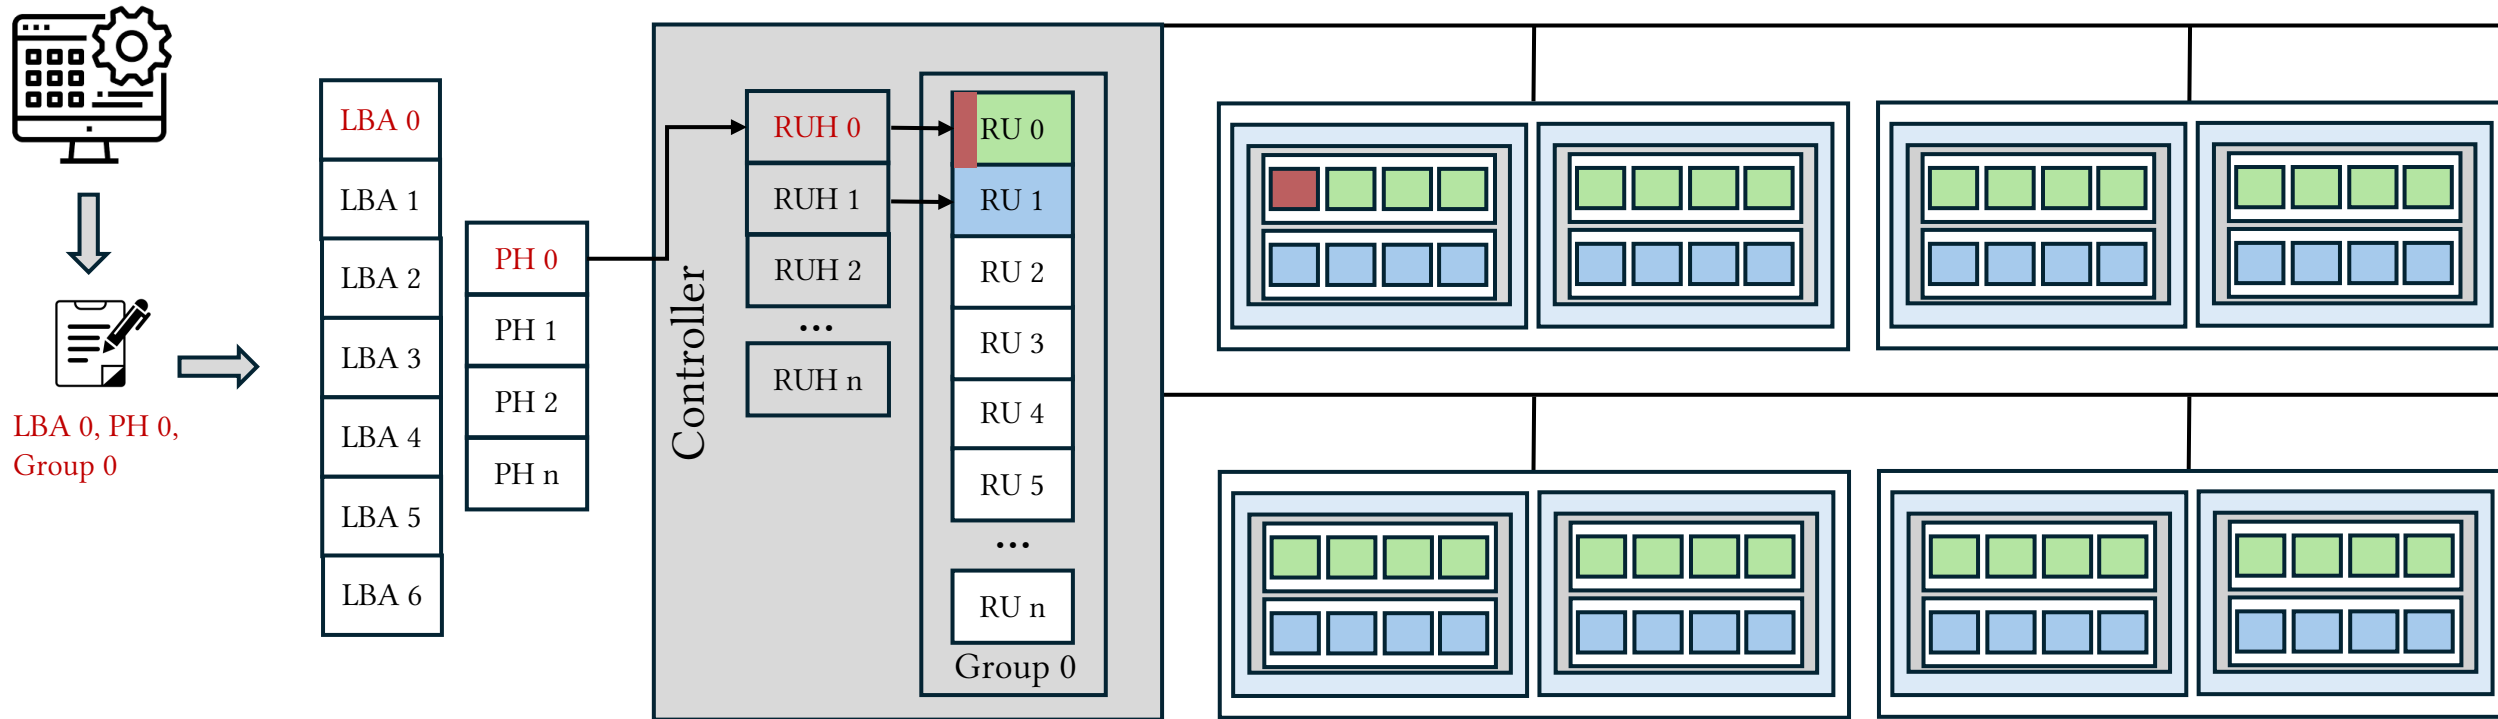 LBA 0, PH 0,
Group 0
LBA 0
LBA 1
LBA 2
LBA 3
LBA 4
LBA 5
LBA 6
PH 0
PH 1
PH 2
PH n
Controller
RUH 0
RUH 1
RUH 2
...
RUH n
RU 0
RU 1
RU 2
RU 3
RU 4
RU 5
...
RU n
Group 0